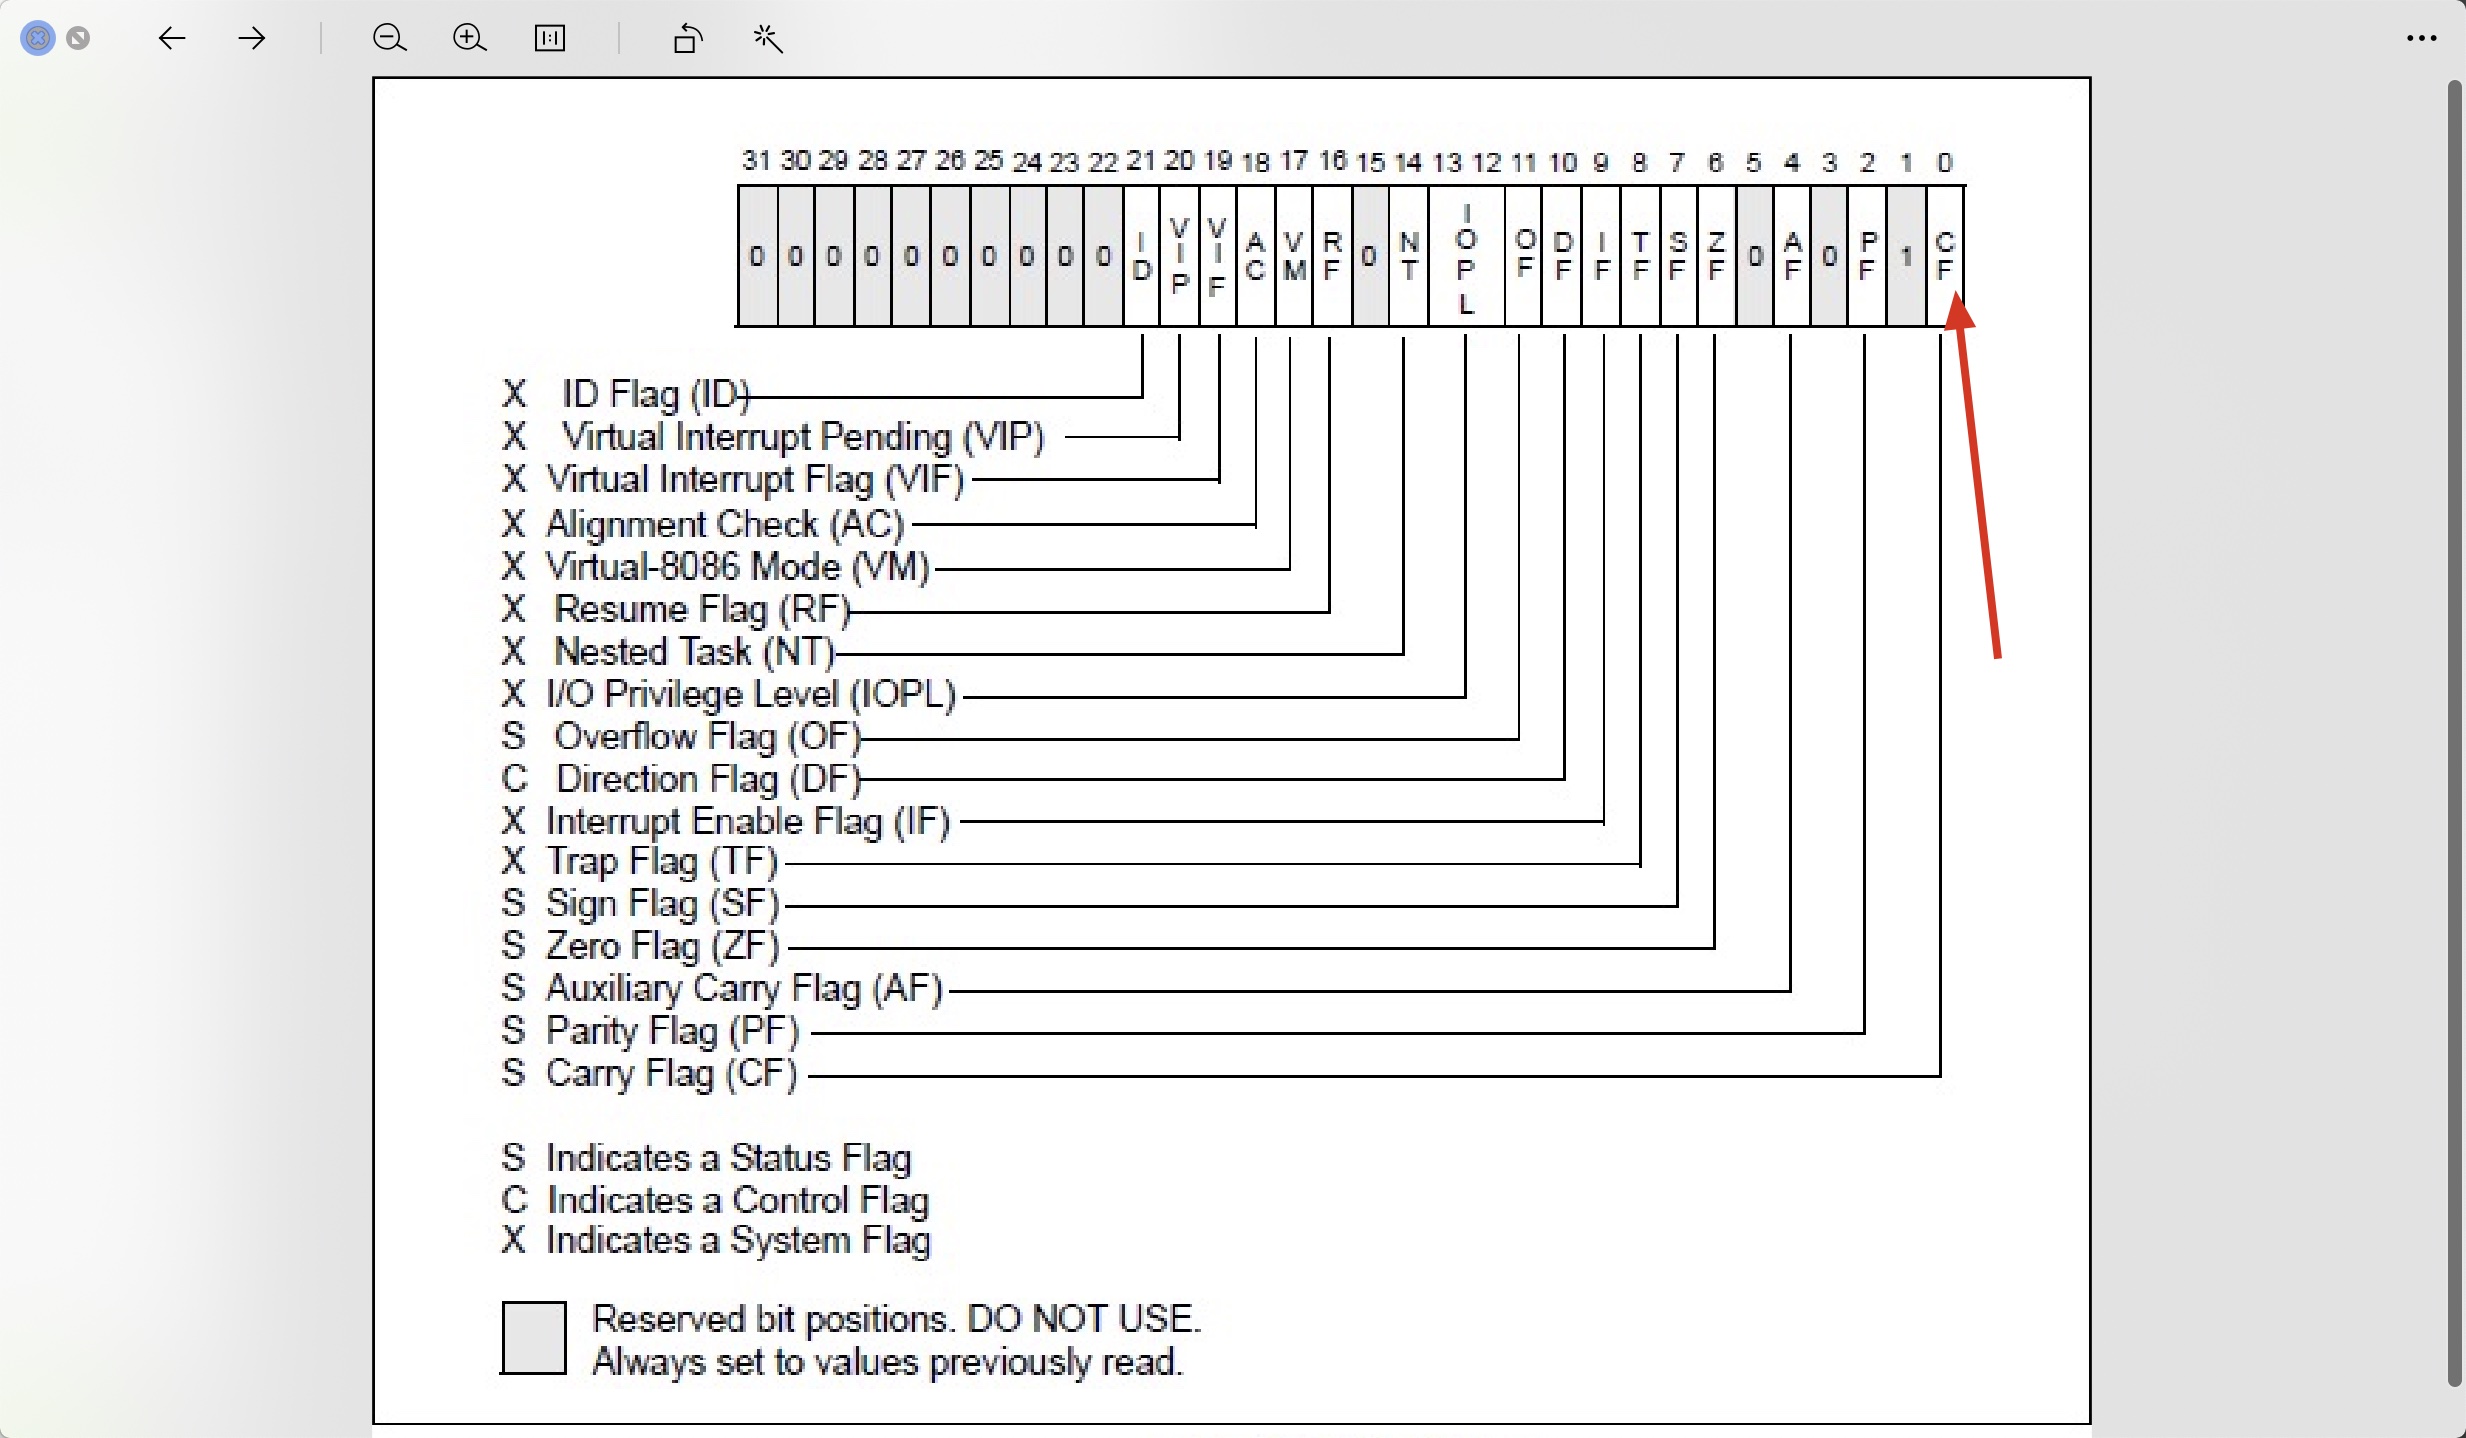 31 30 29 28 27 26 25 24 23 22 21 20 19 18 17 16 15 14 13 12 11 10 9 8 7 6 5 4 3 2 1 0
0 0 0 0 0 0 0 0 0 0 ID VIP VIF AC VM RF 0 NT IOPL OF DF IF TF SF ZF 0 AF 0 PF 1 CF
X ID Flag (ID)
X Virtual Interrupt Pending (VIP)
X Virtual Interrupt Flag (VIF)
X Alignment Check (AC)
X Virtual-8086 Mode (VM)
X Resume Flag (RF)
X Nested Task (NT)
X I/O Privilege Level (IOPL)
S Overflow Flag (OF)
C Direction Flag (DF)
X Interrupt Enable Flag (IF)
X Trap Flag (TF)
S Sign Flag (SF)
S Zero Flag (ZF)
S Auxiliary Carry Flag (AF)
S Parity Flag (PF)
S Carry Flag (CF)
S Indicates a Status Flag
C Indicates a Control Flag
X Indicates a System Flag
Reserved bit positions. DO NOT USE.
Always set to values previously read.